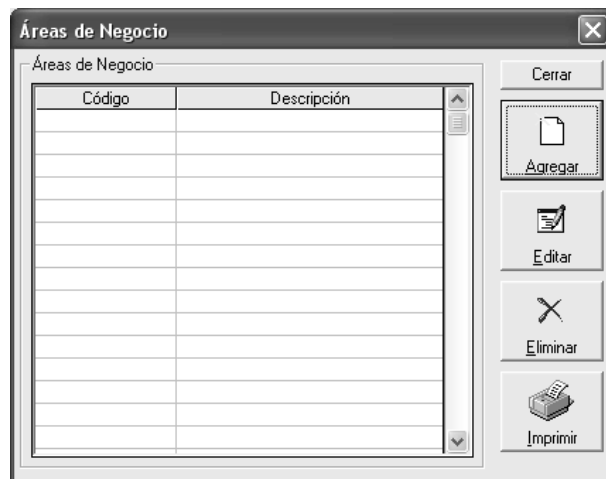 Áreas de Negocio
Áreas de Negocio
Código Descripción
Cerrar
Agregar
Editar
Eliminar
Imprimir